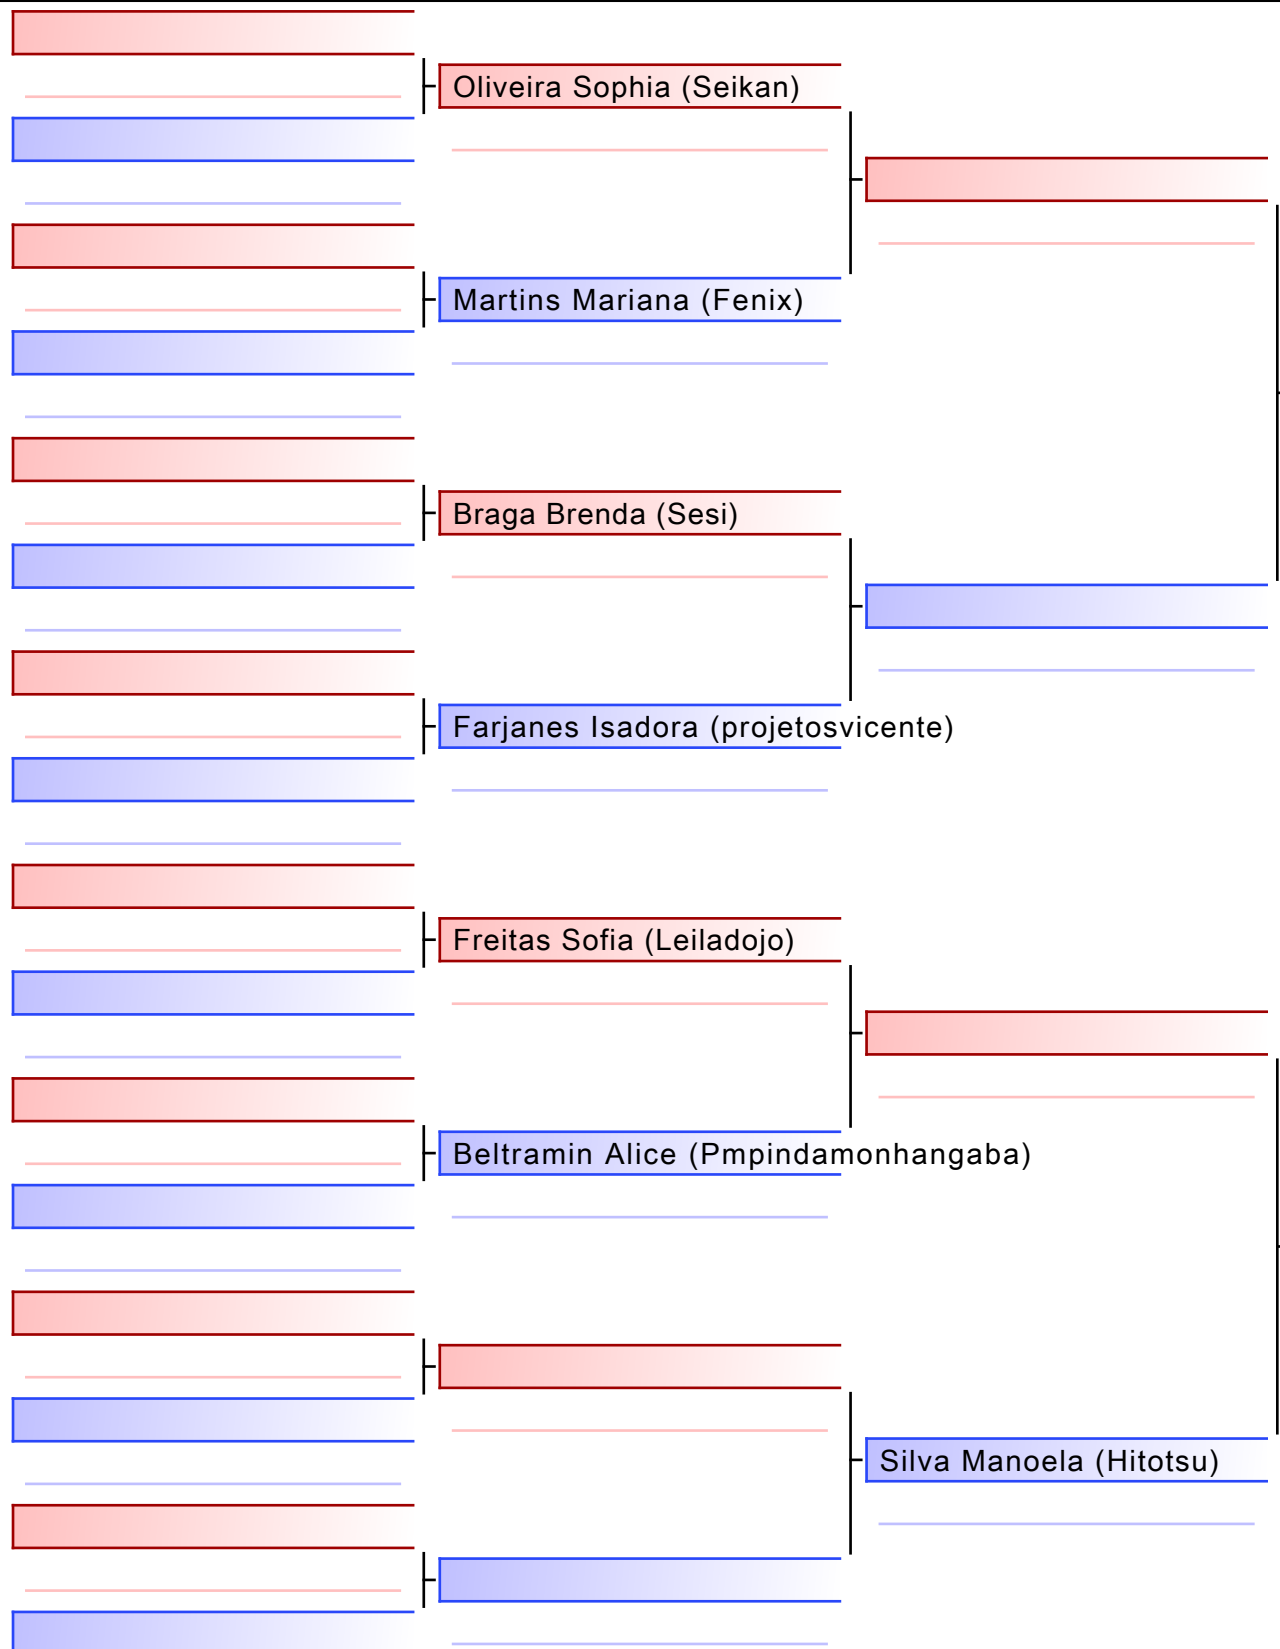 Oliveira Sophia (Seikan)
Martins Mariana (Fenix)
Braga Brenda (Sesi)
Farjanes Isadora (projetosvicente)
Freitas Sofia (Leiladojo)
Beltramin Alice (Pmpindamonhangaba)
Silva Manoela (Hitotsu)